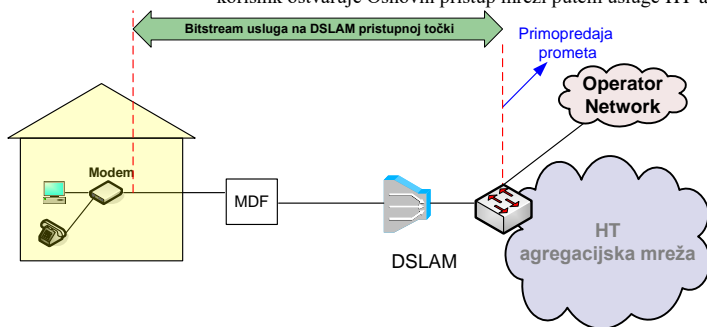 korisnik ostvaruje Osnovni pristup mreži putem usluge HT-a
Bitstream usluga na DSLAM pristupnoj točki
Primopredaja
prometa
Operator
Network
Modem
MDF
DSLAM
HT
agregacijska mreža